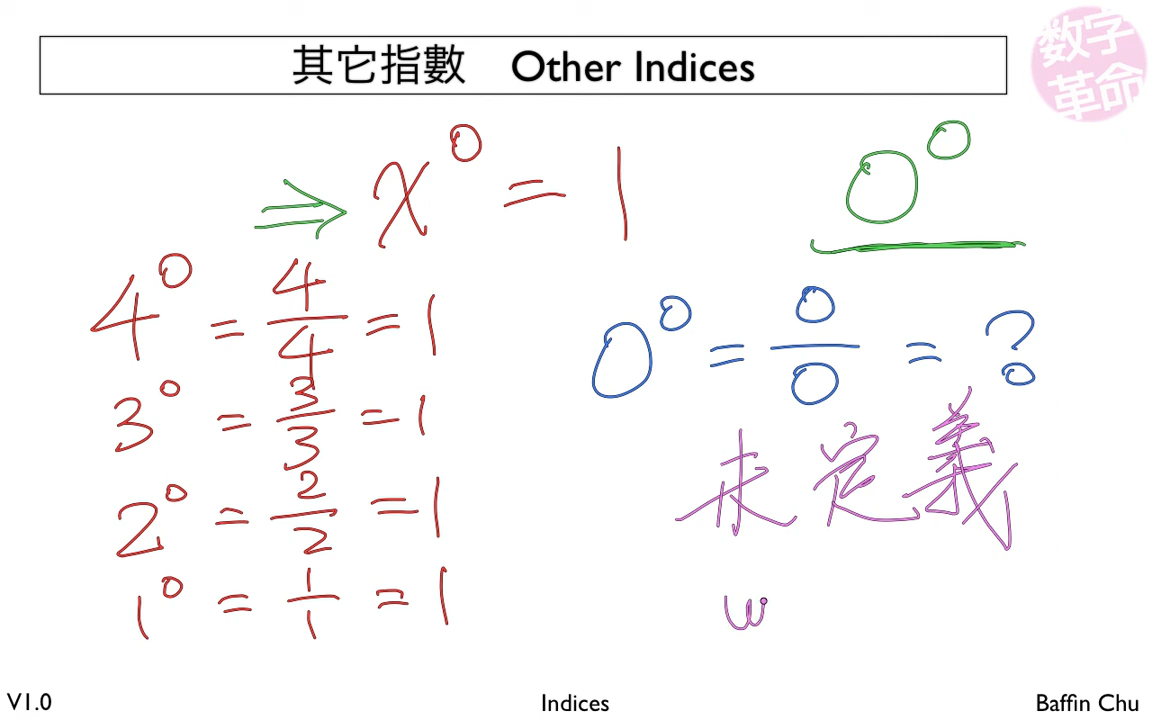 其它指數 Other Indices
数字
革命
x⁰ = 1
0⁰
4⁰ = 4/4 = 1
3⁰ = 3/3 = 1
2⁰ = 2/2 = 1
1⁰ = 1/1 = 1
0⁰ = 0/0 = ?
未定義
V1.0 Indices Baffin Chu